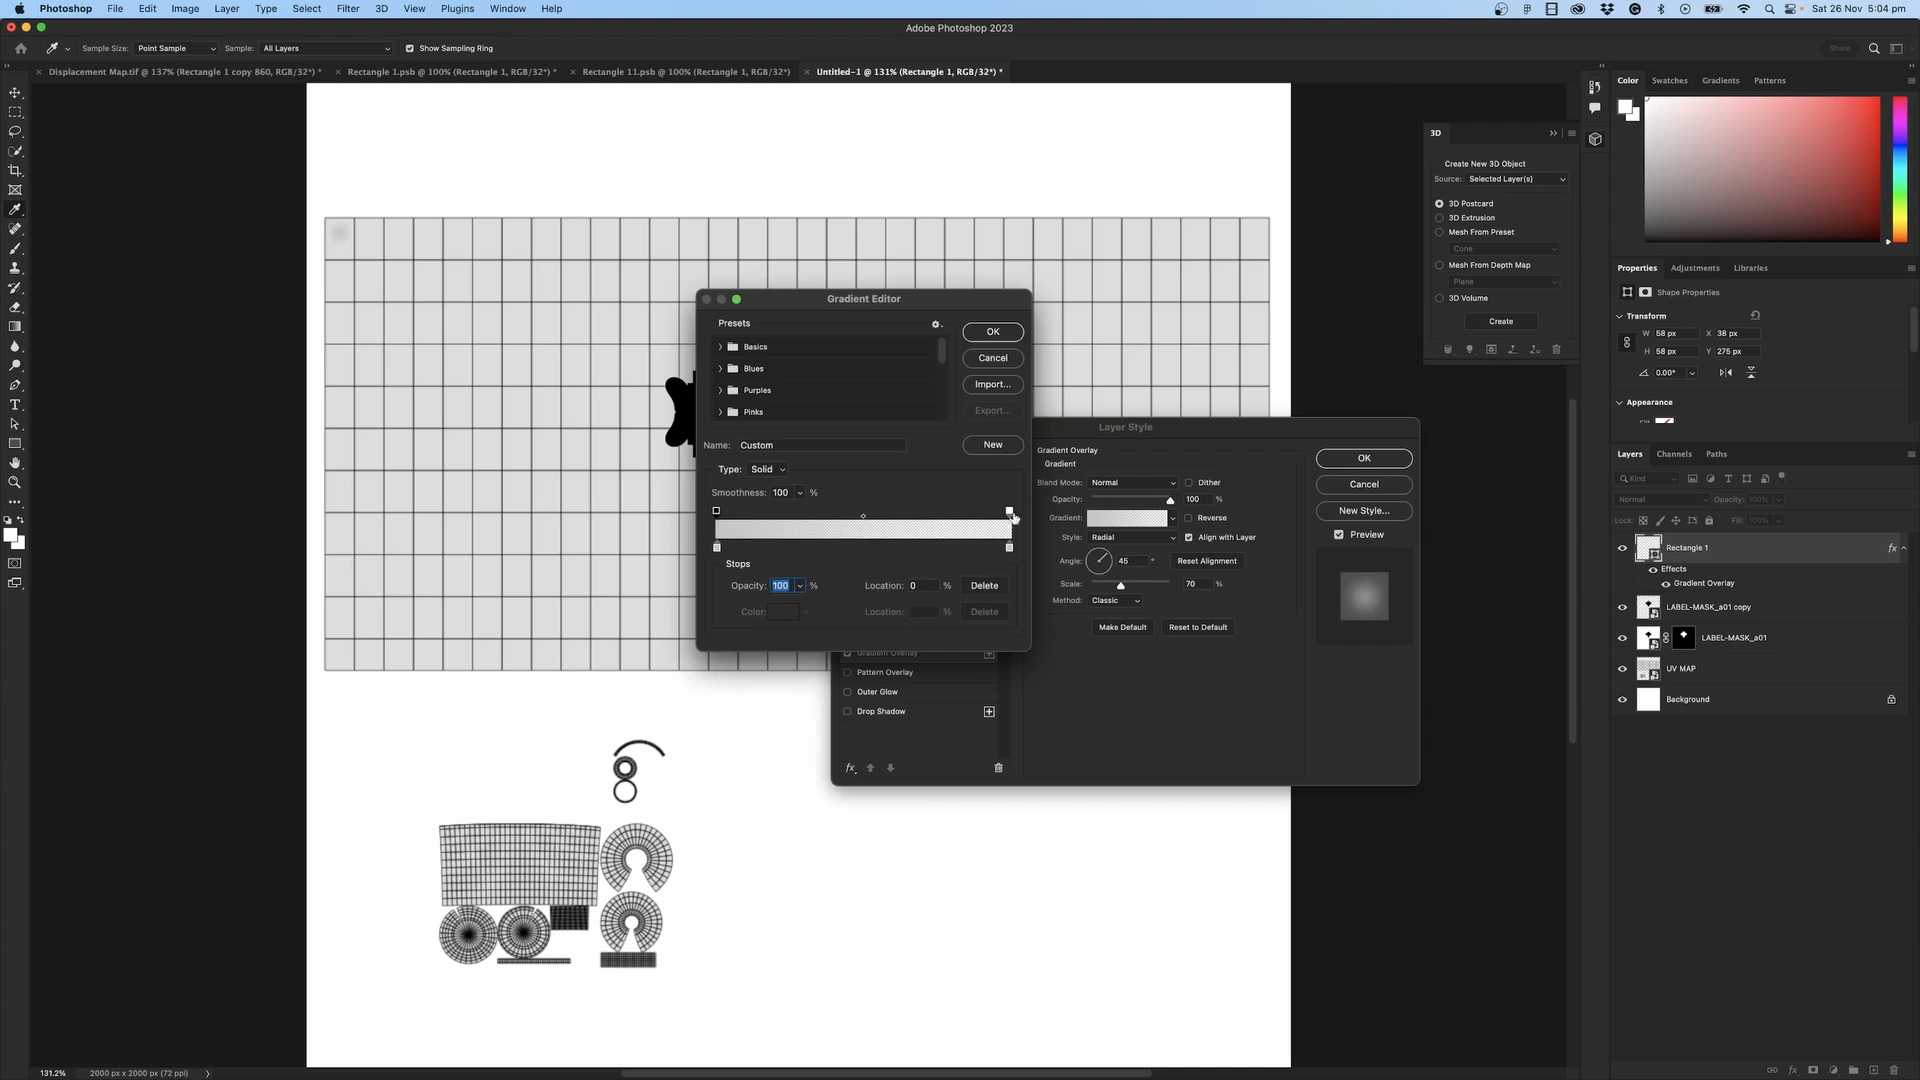 Photoshop File Edit Image Layer Type Select Filter 3D View Plugins Window Help Sat 26 Nov 5:04 pm
Adobe Photoshop 2023
Sample Size: Point Sample Sample: All Layers Show Sampling Ring Share
Displacement Map.tif @ 137% (Rectangle 1 copy 860, RGB/32*) * Rectangle 1.psb @ 100% (Rectangle 1, RGB/32*) * Rectangle 11.psb @ 100% (Rectangle 1, RGB/32*) Untitled-1 @ 131% (Rectangle 1, RGB/32*) *
Color Swatches Gradients Patterns
3D
Create New 3D Object
Source: Selected Layer(s)
3D Postcard
3D Extrusion
Mesh From Preset
Cone
Mesh From Depth Map
Plane
3D Volume
Create
Properties Adjustments Libraries
Shape Properties
Transform
W 58 px X 38 px
H 58 px Y 275 px
0.00°
Appearance
Gradient Editor
Presets
Basics
Blues
Purples
Pinks
OK
Cancel
Import...
Export...
Name: Custom
New
Type: Solid
Smoothness: 100 %
Stops
Opacity: 100 % Location: 0 % Delete
Color: Location: % Delete
Layer Style
Gradient Overlay
Gradient
Blend Mode: Normal Dither
Opacity: 100 %
Gradient: Reverse
Style: Radial Align with Layer
Angle: 45 ° Reset Alignment
Scale: 70 %
Method: Classic
Make Default Reset to Default
OK
Cancel
New Style...
Preview
Gradient Overlay
Pattern Overlay
Outer Glow
Drop Shadow
fx
Layers Channels Paths
Kind
Normal Opacity: 100%
Lock: Fill: 100%
Rectangle 1 fx
Effects
Gradient Overlay
LABEL-MASK_a01 copy
LABEL-MASK_a01
UV MAP
Background
131.2% 2000 px x 2000 px (72 ppi)
fx